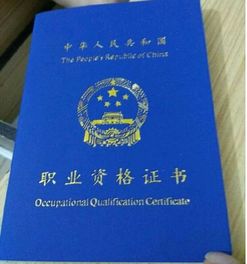 中华人民共和国
The People's Republic of China
职业资格证书
Occupational Qualification Certificate